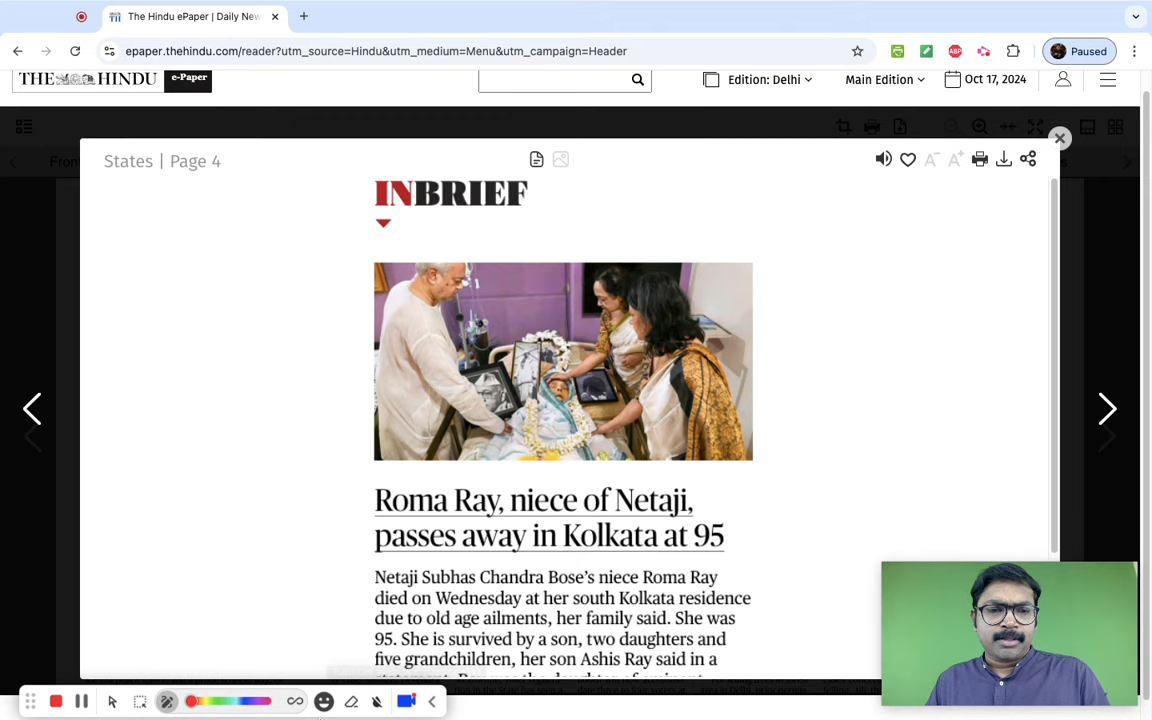 The Hindu ePaper | Daily New
epaper.thehindu.com/reader?utm_source=Hindu&utm_medium=Menu&utm_campaign=Header
ABP
Paused
THE HINDU
e-Paper
Edition: Delhi
Main Edition
Oct 17, 2024
States | Page 4
A-
A+
INBRIEF
Roma Ray, niece of Netaji,
passes away in Kolkata at 95
Netaji Subhas Chandra Bose's niece Roma Ray
died on Wednesday at her south Kolkata residence
due to old age ailments, her family said. She was
95. She is survived by a son, two daughters and
five grandchildren, her son Ashis Ray said in a